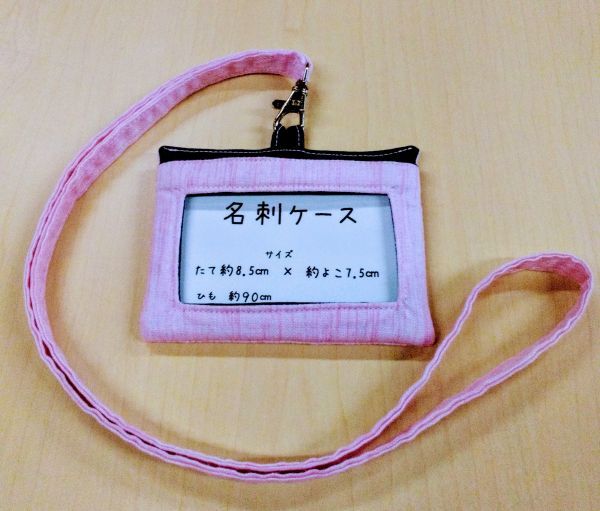 名刺ケース
サイズ
たて約8.5cm × 約よこ7.5cm
ひも 約90cm